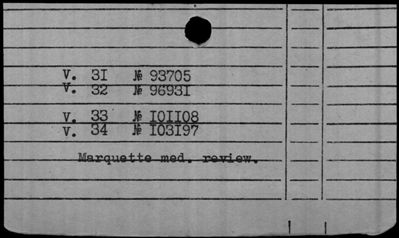 V. 31 № 93705
V. 32 № 96931
V. 33 № 101108
V. 34 № 103197
Marquette med. review.